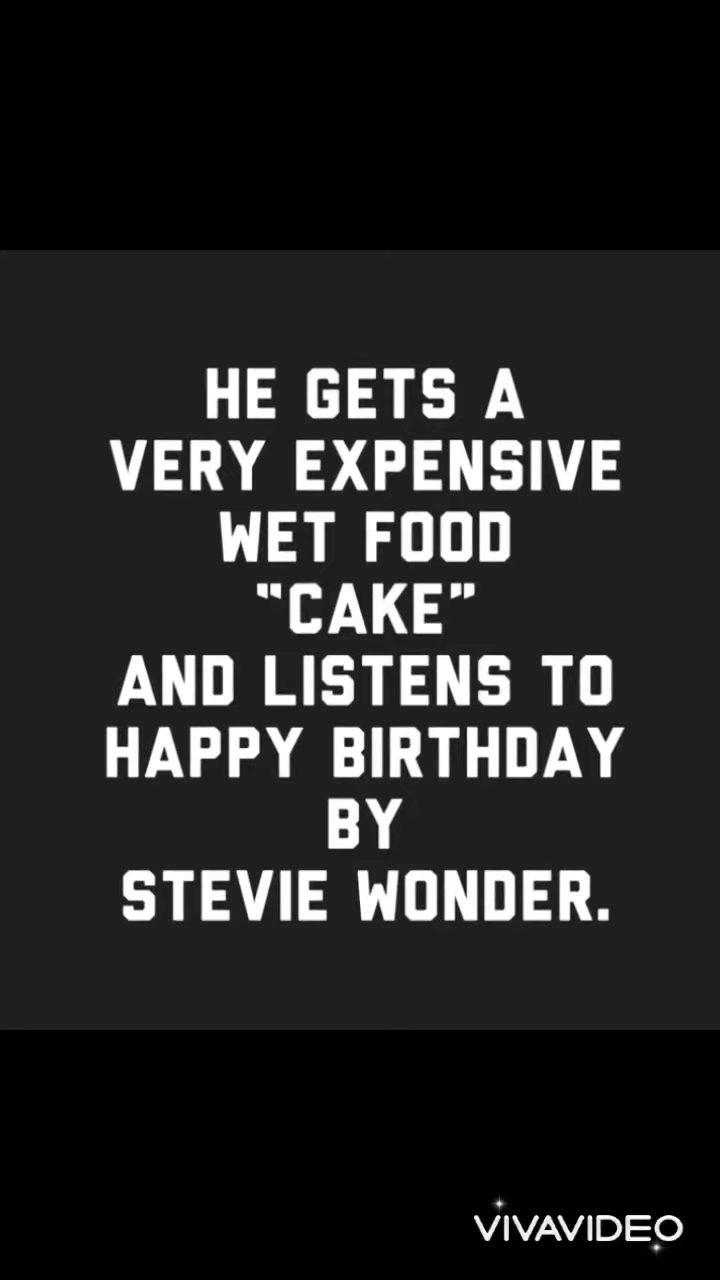 HE GETS A
VERY EXPENSIVE
WET FOOD
"CAKE"
AND LISTENS TO
HAPPY BIRTHDAY
BY
STEVIE WONDER.
VIVAVIDEO